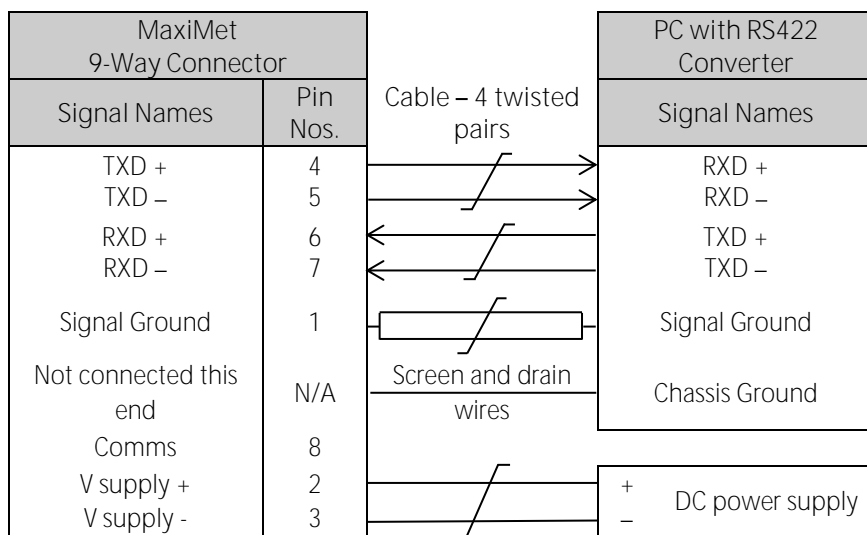 MaxiMet
9-Way Connector
PC with RS422
Converter
Signal Names
Pin
Nos.
Cable – 4 twisted
pairs
Signal Names
TXD + 4 RXD +
TXD – 5 RXD –
RXD + 6 TXD +
RXD – 7 TXD –
Signal Ground 1 Signal Ground
Not connected this
end
N/A
Screen and drain
wires
Chassis Ground
Comms 8
V supply + 2 +
V supply - 3 –
DC power supply